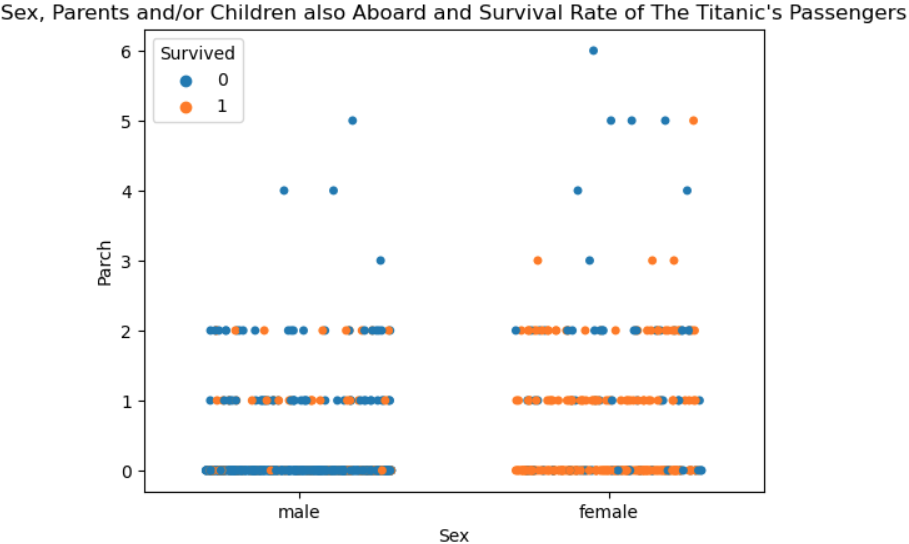 Sex, Parents and/or Children also Aboard and Survival Rate of The Titanic's Passengers
Survived
0
1
6
5
4
3
2
1
0
Parch
male female
Sex